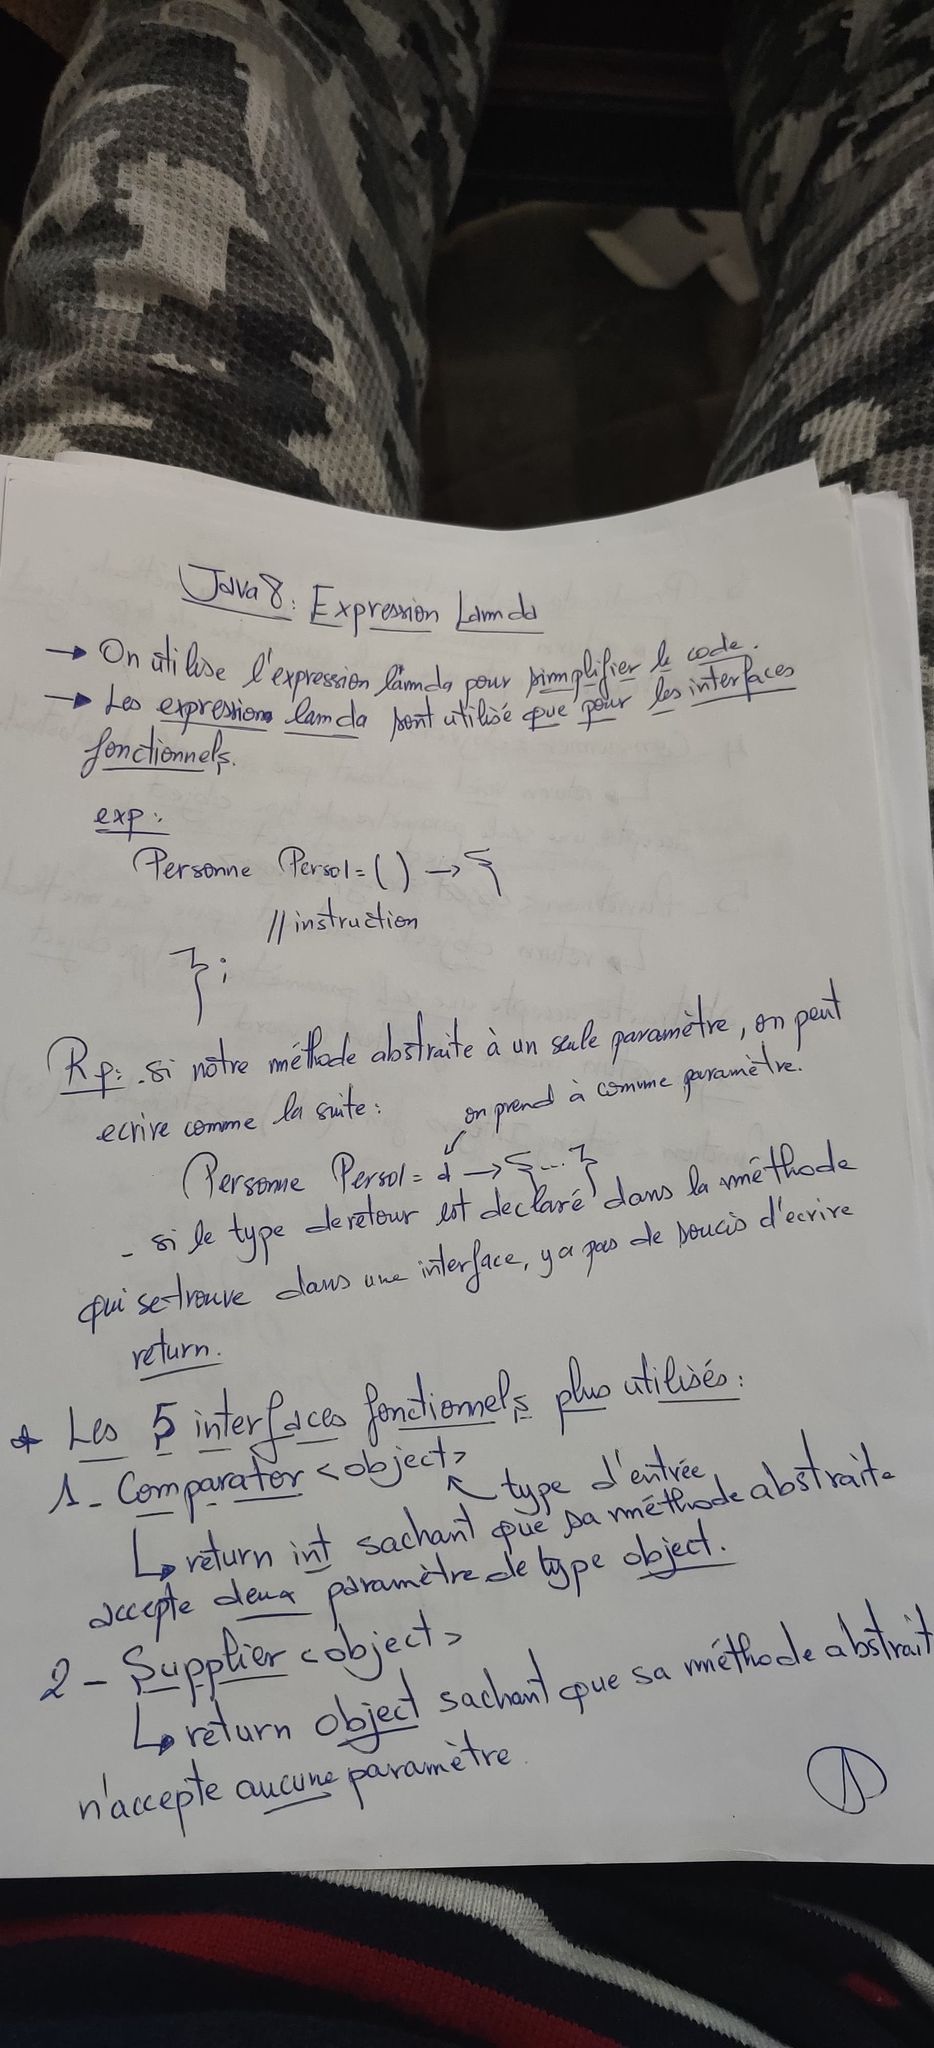 Java8: Expression Lamda
→ On utilise l'expression lamda pour simplifier le code.
→ Les expressions lamda sont utilisé que pour les interfaces
fonctionnels.
exp:
Personne Perso1 = ( ) → {
// instruction
};
Rq: - si notre méthode abstraite à un seule paramètre, on peut
ecrire comme la suite:
on prend à comme paramètre.
Personne Perso1 = a → {...}
- si le type de retour est declaré dans la méthode
qui se trouve dans une interface, y a pas de soucis d'ecrire
return.
* Les 5 interfaces fonctionnels plus utilisés:
1- Comparator <object>
type d'entrée
↳ return int sachant que sa méthode abstraite
accepte deux paramètre de type object.
2- Supplier <object>
↳ return object sachant que sa méthode abstrait
n'accepte aucune paramètre.
1